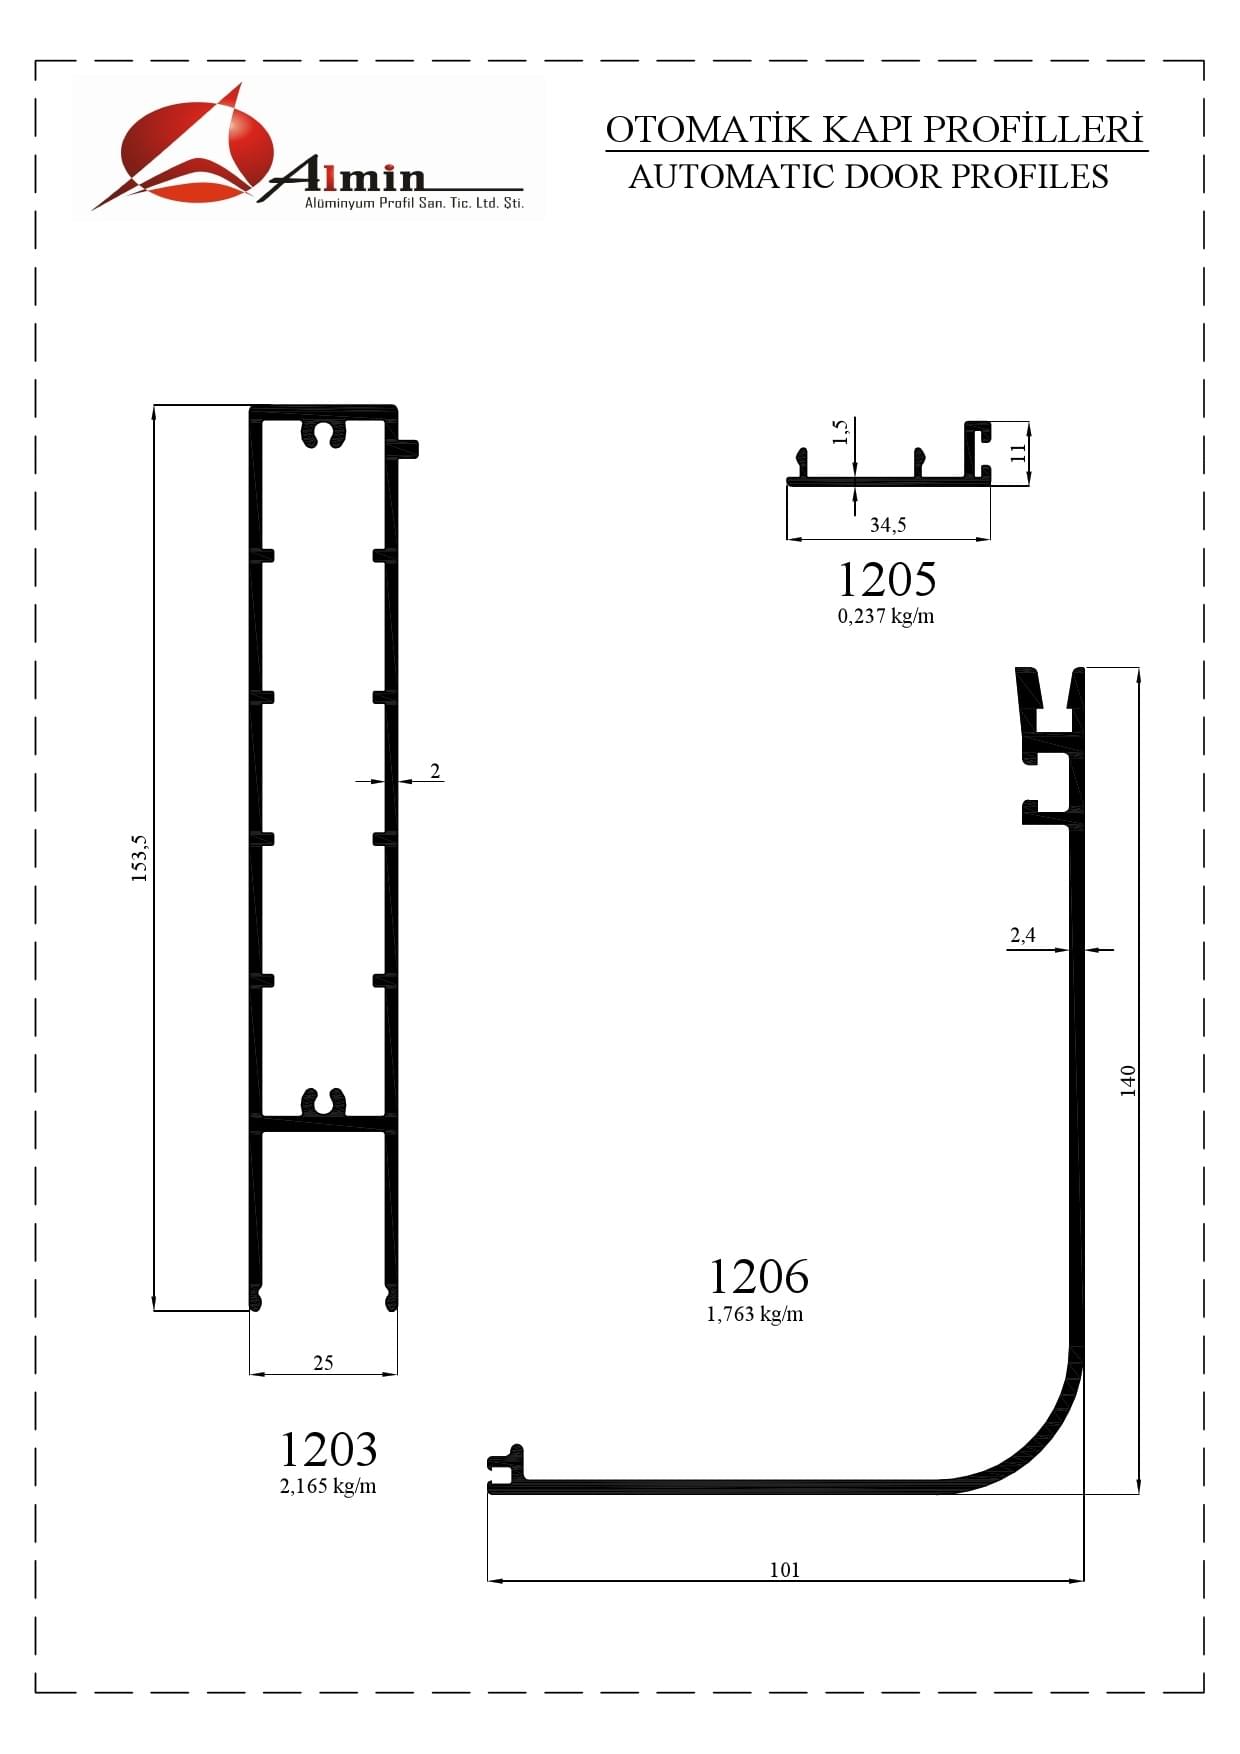 Almin
Alüminyum Profil San. Tic. Ltd. Şti.
OTOMATİK KAPI PROFİLLERİ
AUTOMATIC DOOR PROFILES
153,5
2
25
1203
2,165 kg/m
1,5
11
34,5
1205
0,237 kg/m
2,4
140
1206
1,763 kg/m
101